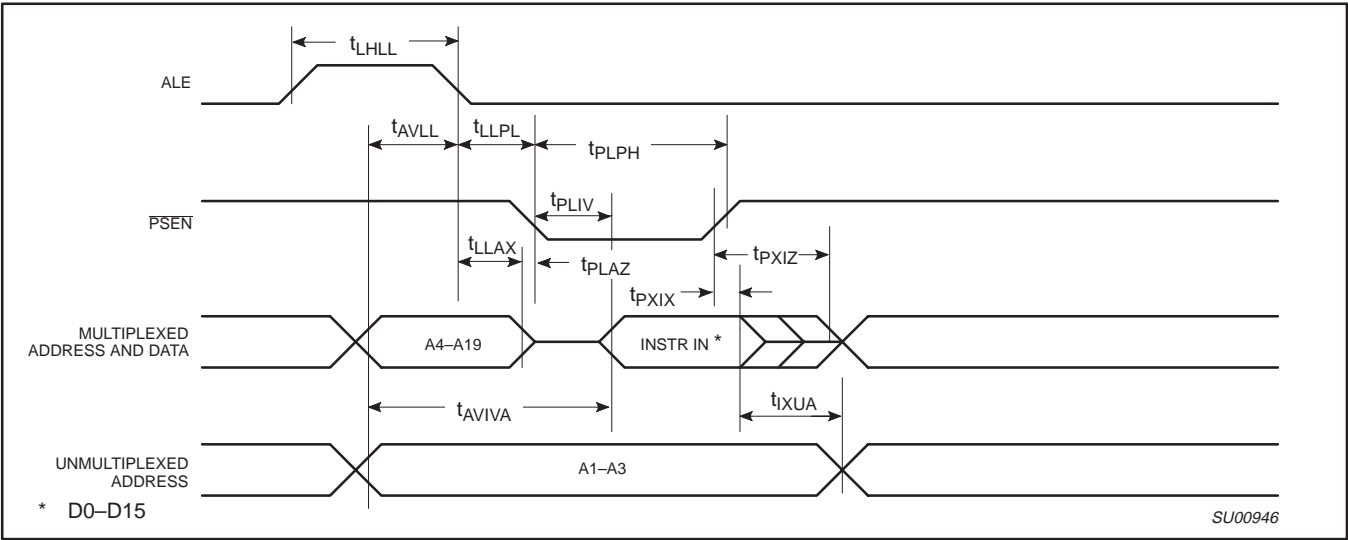 tLHLL
ALE
tAVLL
tLLPL
tPLPH
PSEN
tPLIV
tLLAX
tPLAZ
tPXIZ
tPXIX
MULTIPLEXED
ADDRESS AND DATA
A4–A19
INSTR IN *
tAVIVA
tIXUA
UNMULTIPLEXED
ADDRESS
A1–A3
* D0–D15
SU00946